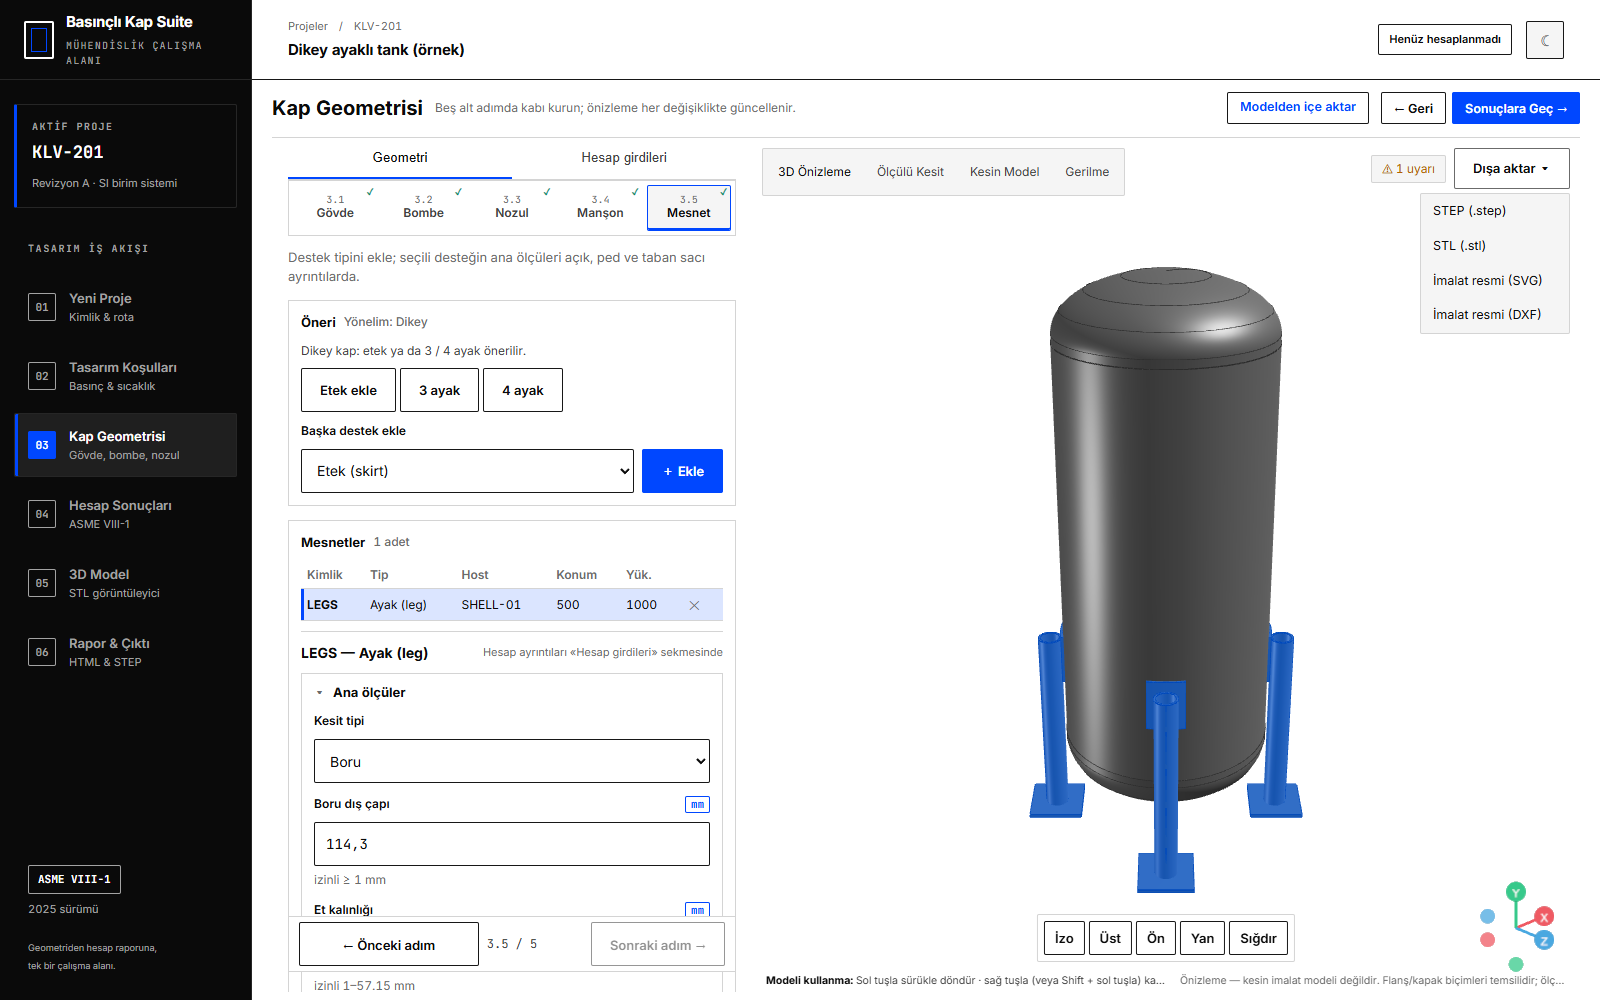 Basınçlı Kap Suite
MÜHENDİSLİK ÇALIŞMA
ALANI
AKTİF PROJE
KLV-201
Revizyon A · SI birim sistemi
TASARIM İŞ AKIŞI
01 Yeni Proje
Kimlik & rota
02 Tasarım Koşulları
Basınç & sıcaklık
03 Kap Geometrisi
Gövde, bombe, nozul
04 Hesap Sonuçları
ASME VIII-1
05 3D Model
STL görüntüleyici
06 Rapor & Çıktı
HTML & STEP
ASME VIII-1
2025 sürümü
Geometriden hesap raporuna,
tek bir çalışma alanı.
Projeler / KLV-201
Dikey ayaklı tank (örnek)
Henüz hesaplanmadı
☾
Kap Geometrisi Beş alt adımda kabı kurun; önizleme her değişiklikte güncellenir.
Modelden içe aktar ← Geri Sonuçlara Geç →
Geometri Hesap girdileri
3.1 ✓ 3.2 ✓ 3.3 ✓ 3.4 ✓ 3.5 ✓
Gövde Bombe Nozul Manşon Mesnet
Destek tipini ekle; seçili desteğin ana ölçüleri açık, ped ve taban sacı
ayrıntılarda.
Öneri Yönelim: Dikey
Dikey kap: etek ya da 3 / 4 ayak önerilir.
Etek ekle 3 ayak 4 ayak
Başka destek ekle
Etek (skirt) + Ekle
Mesnetler 1 adet
Kimlik Tip Host Konum Yük.
LEGS Ayak (leg) SHELL-01 500 1000 ×
LEGS — Ayak (leg) Hesap ayrıntıları «Hesap girdileri» sekmesinde
Ana ölçüler
Kesit tipi
Boru
Boru dış çapı mm
114,3
izinli ≥ 1 mm
Et kalınlığı mm
← Önceki adım 3.5 / 5 Sonraki adım →
izinli 1–57.15 mm
3D Önizleme Ölçülü Kesit Kesin Model Gerilme
⚠ 1 uyarı Dışa aktar
STEP (.step)
STL (.stl)
İmalat resmi (SVG)
İmalat resmi (DXF)
Y
X
Z
İzo Üst Ön Yan Sığdır
Modeli kullanma: Sol tuşla sürükle döndür · sağ tuşla (veya Shift + sol tuşla) ka... Önizleme — kesin imalat modeli değildir. Flanş/kapak biçimleri temsilidir; ölç...